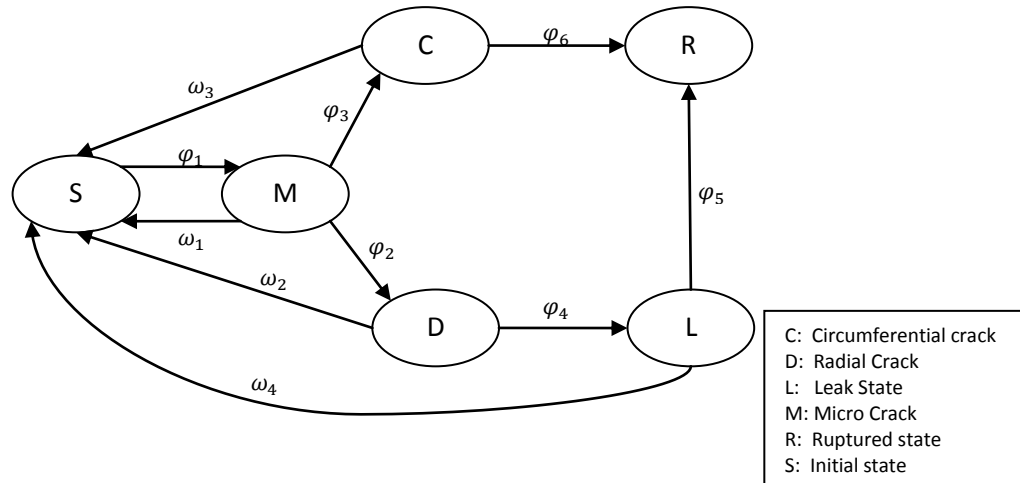 C
φ₆
R
ω₃
φ₃
φ₁
S
M
φ₅
ω₁
φ₂
ω₂
D
φ₄
L
ω₄
C: Circumferential crack
D: Radial Crack
L: Leak State
M: Micro Crack
R: Ruptured state
S: Initial state